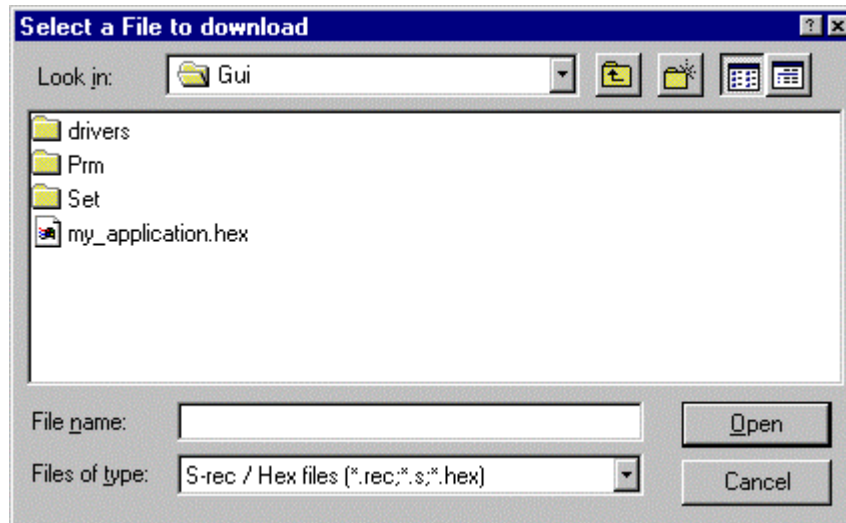 Select a File to download
Look in: Gui
drivers
Prm
Set
my_application.hex
File name: Open
Files of type: S-rec / Hex files (*.rec;*.s;*.hex) Cancel